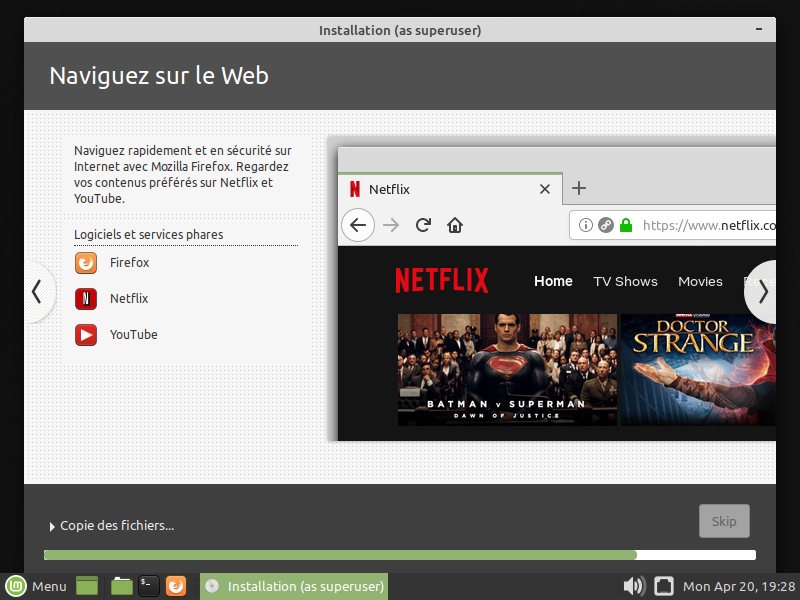 Installation (as superuser)
Naviguez sur le Web
Naviguez rapidement et en sécurité sur
Internet avec Mozilla Firefox. Regardez
vos contenus préférés sur Netflix et
YouTube.
Logiciels et services phares
Firefox
Netflix
YouTube
N Netflix
https://www.netflix.co
NETFLIX Home TV Shows Movies
BATMAN v SUPERMAN
DAWN OF JUSTICE
DOCTOR
STRANGE
Copie des fichiers...
Skip
Menu Installation (as superuser) Mon Apr 20, 19:28